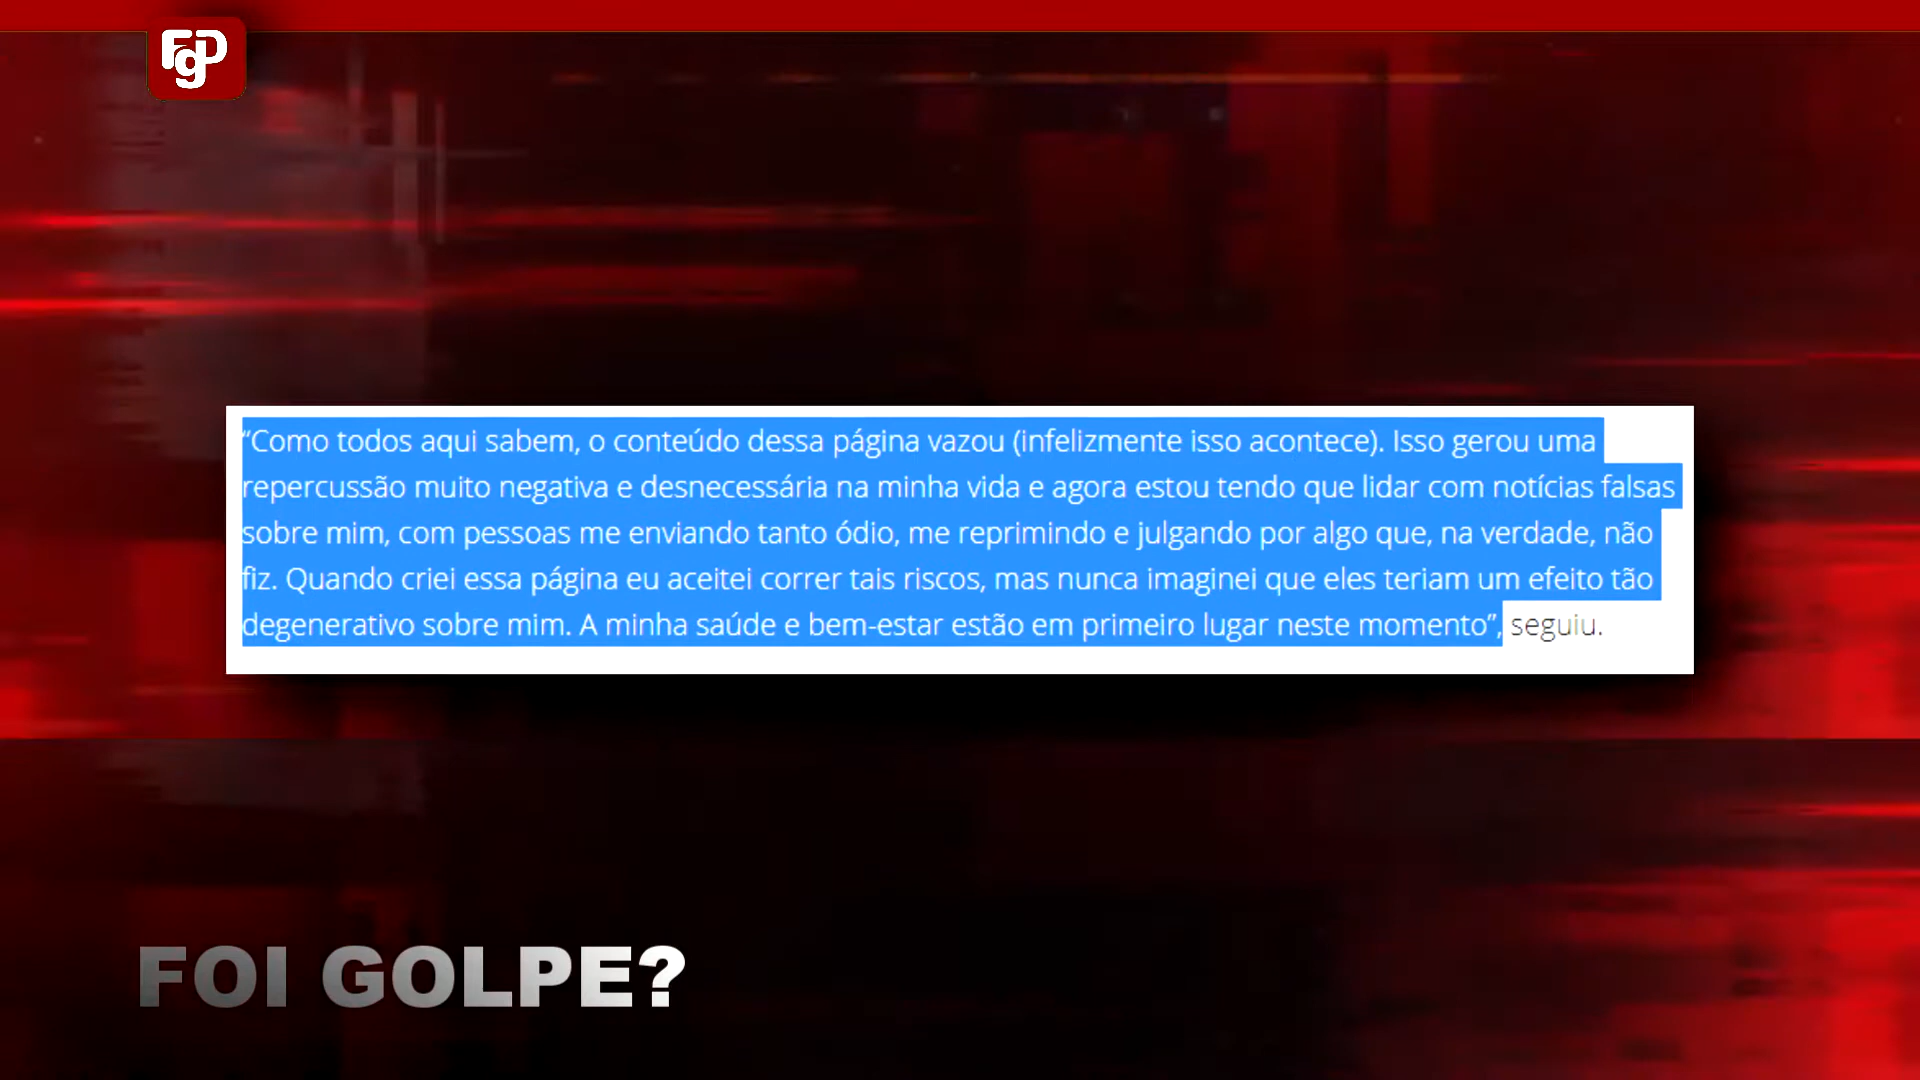 FgP
“Como todos aqui sabem, o conteúdo dessa página vazou (infelizmente isso acontece). Isso gerou uma
repercussão muito negativa e desnecessária na minha vida e agora estou tendo que lidar com notícias falsas
sobre mim, com pessoas me enviando tanto ódio, me reprimindo e julgando por algo que, na verdade, não
fiz. Quando criei essa página eu aceitei correr tais riscos, mas nunca imaginei que eles teriam um efeito tão
degenerativo sobre mim. A minha saúde e bem-estar estão em primeiro lugar neste momento”, seguiu.
FOI GOLPE?